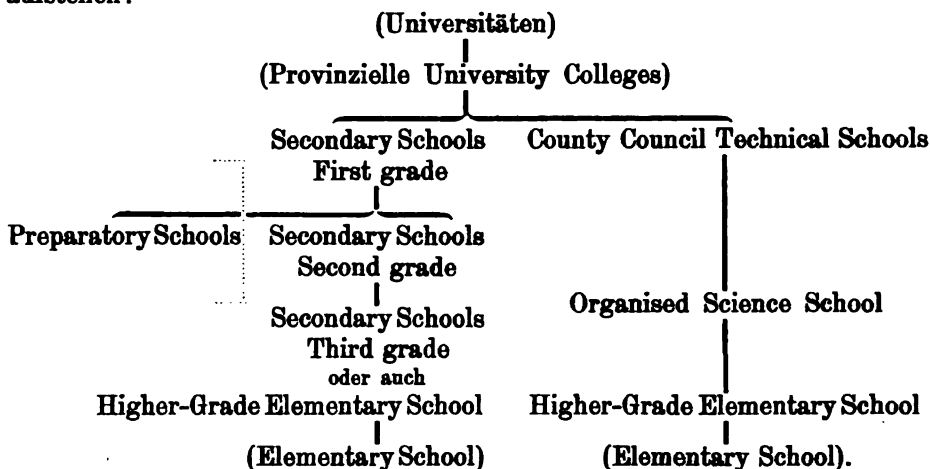 aufstellen:
(Universitäten)
(Provinzielle University Colleges)
Secondary Schools County Council Technical Schools
First grade
Preparatory Schools Secondary Schools
Second grade
Organised Science School
Secondary Schools
Third grade
oder auch
Higher-Grade Elementary School Higher-Grade Elementary School
(Elementary School) (Elementary School).